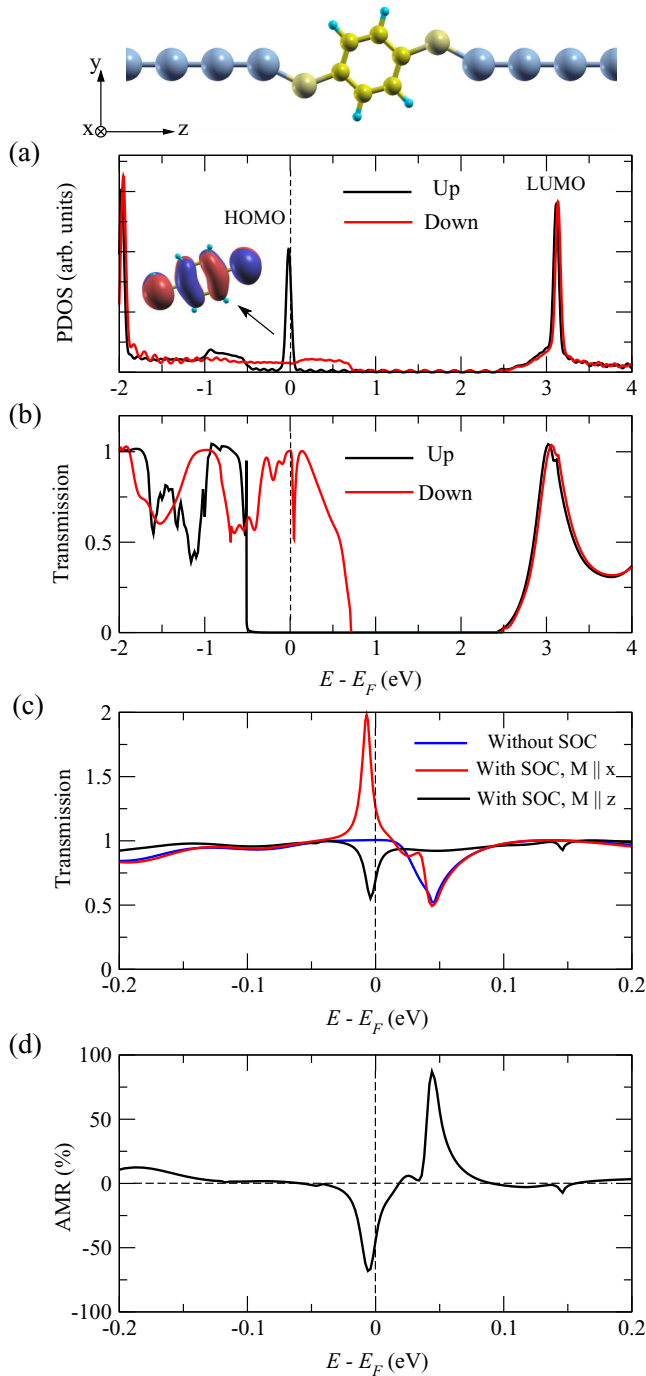 y
x z
(a)
Up
Down
HOMO
LUMO
PDOS (arb. units)
-2 -1 0 1 2 3 4
(b)
Up
Down
Transmission
1
0.5
0
-2 -1 0 1 2 3 4
E - E_F (eV)
(c)
Without SOC
With SOC, M || x
With SOC, M || z
Transmission
2
1.5
1
0.5
0
-0.2 -0.1 0 0.1 0.2
E - E_F (eV)
(d)
AMR (%)
100
50
0
-50
-100
-0.2 -0.1 0 0.1 0.2
E - E_F (eV)